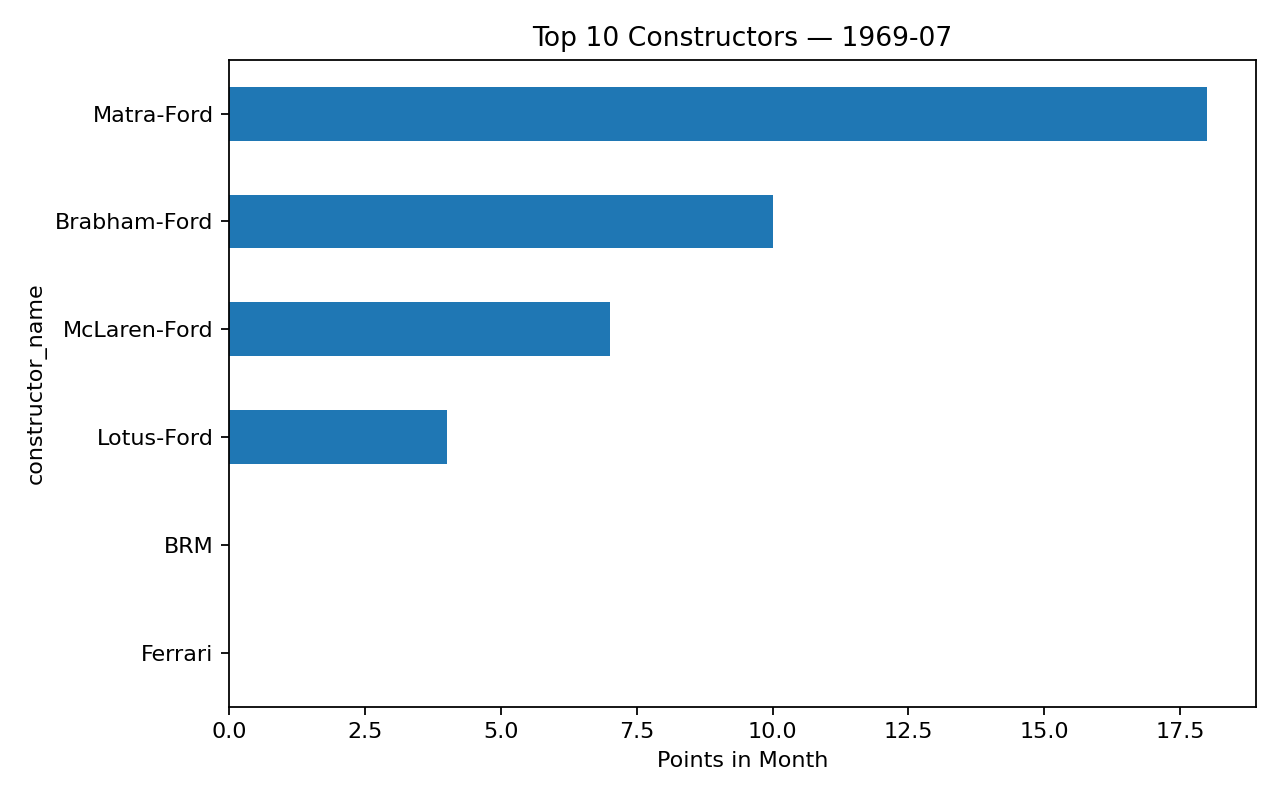 Top 10 Constructors — 1969-07
constructor_name
Matra-Ford
Brabham-Ford
McLaren-Ford
Lotus-Ford
BRM
Ferrari
0.0 2.5 5.0 7.5 10.0 12.5 15.0 17.5
Points in Month